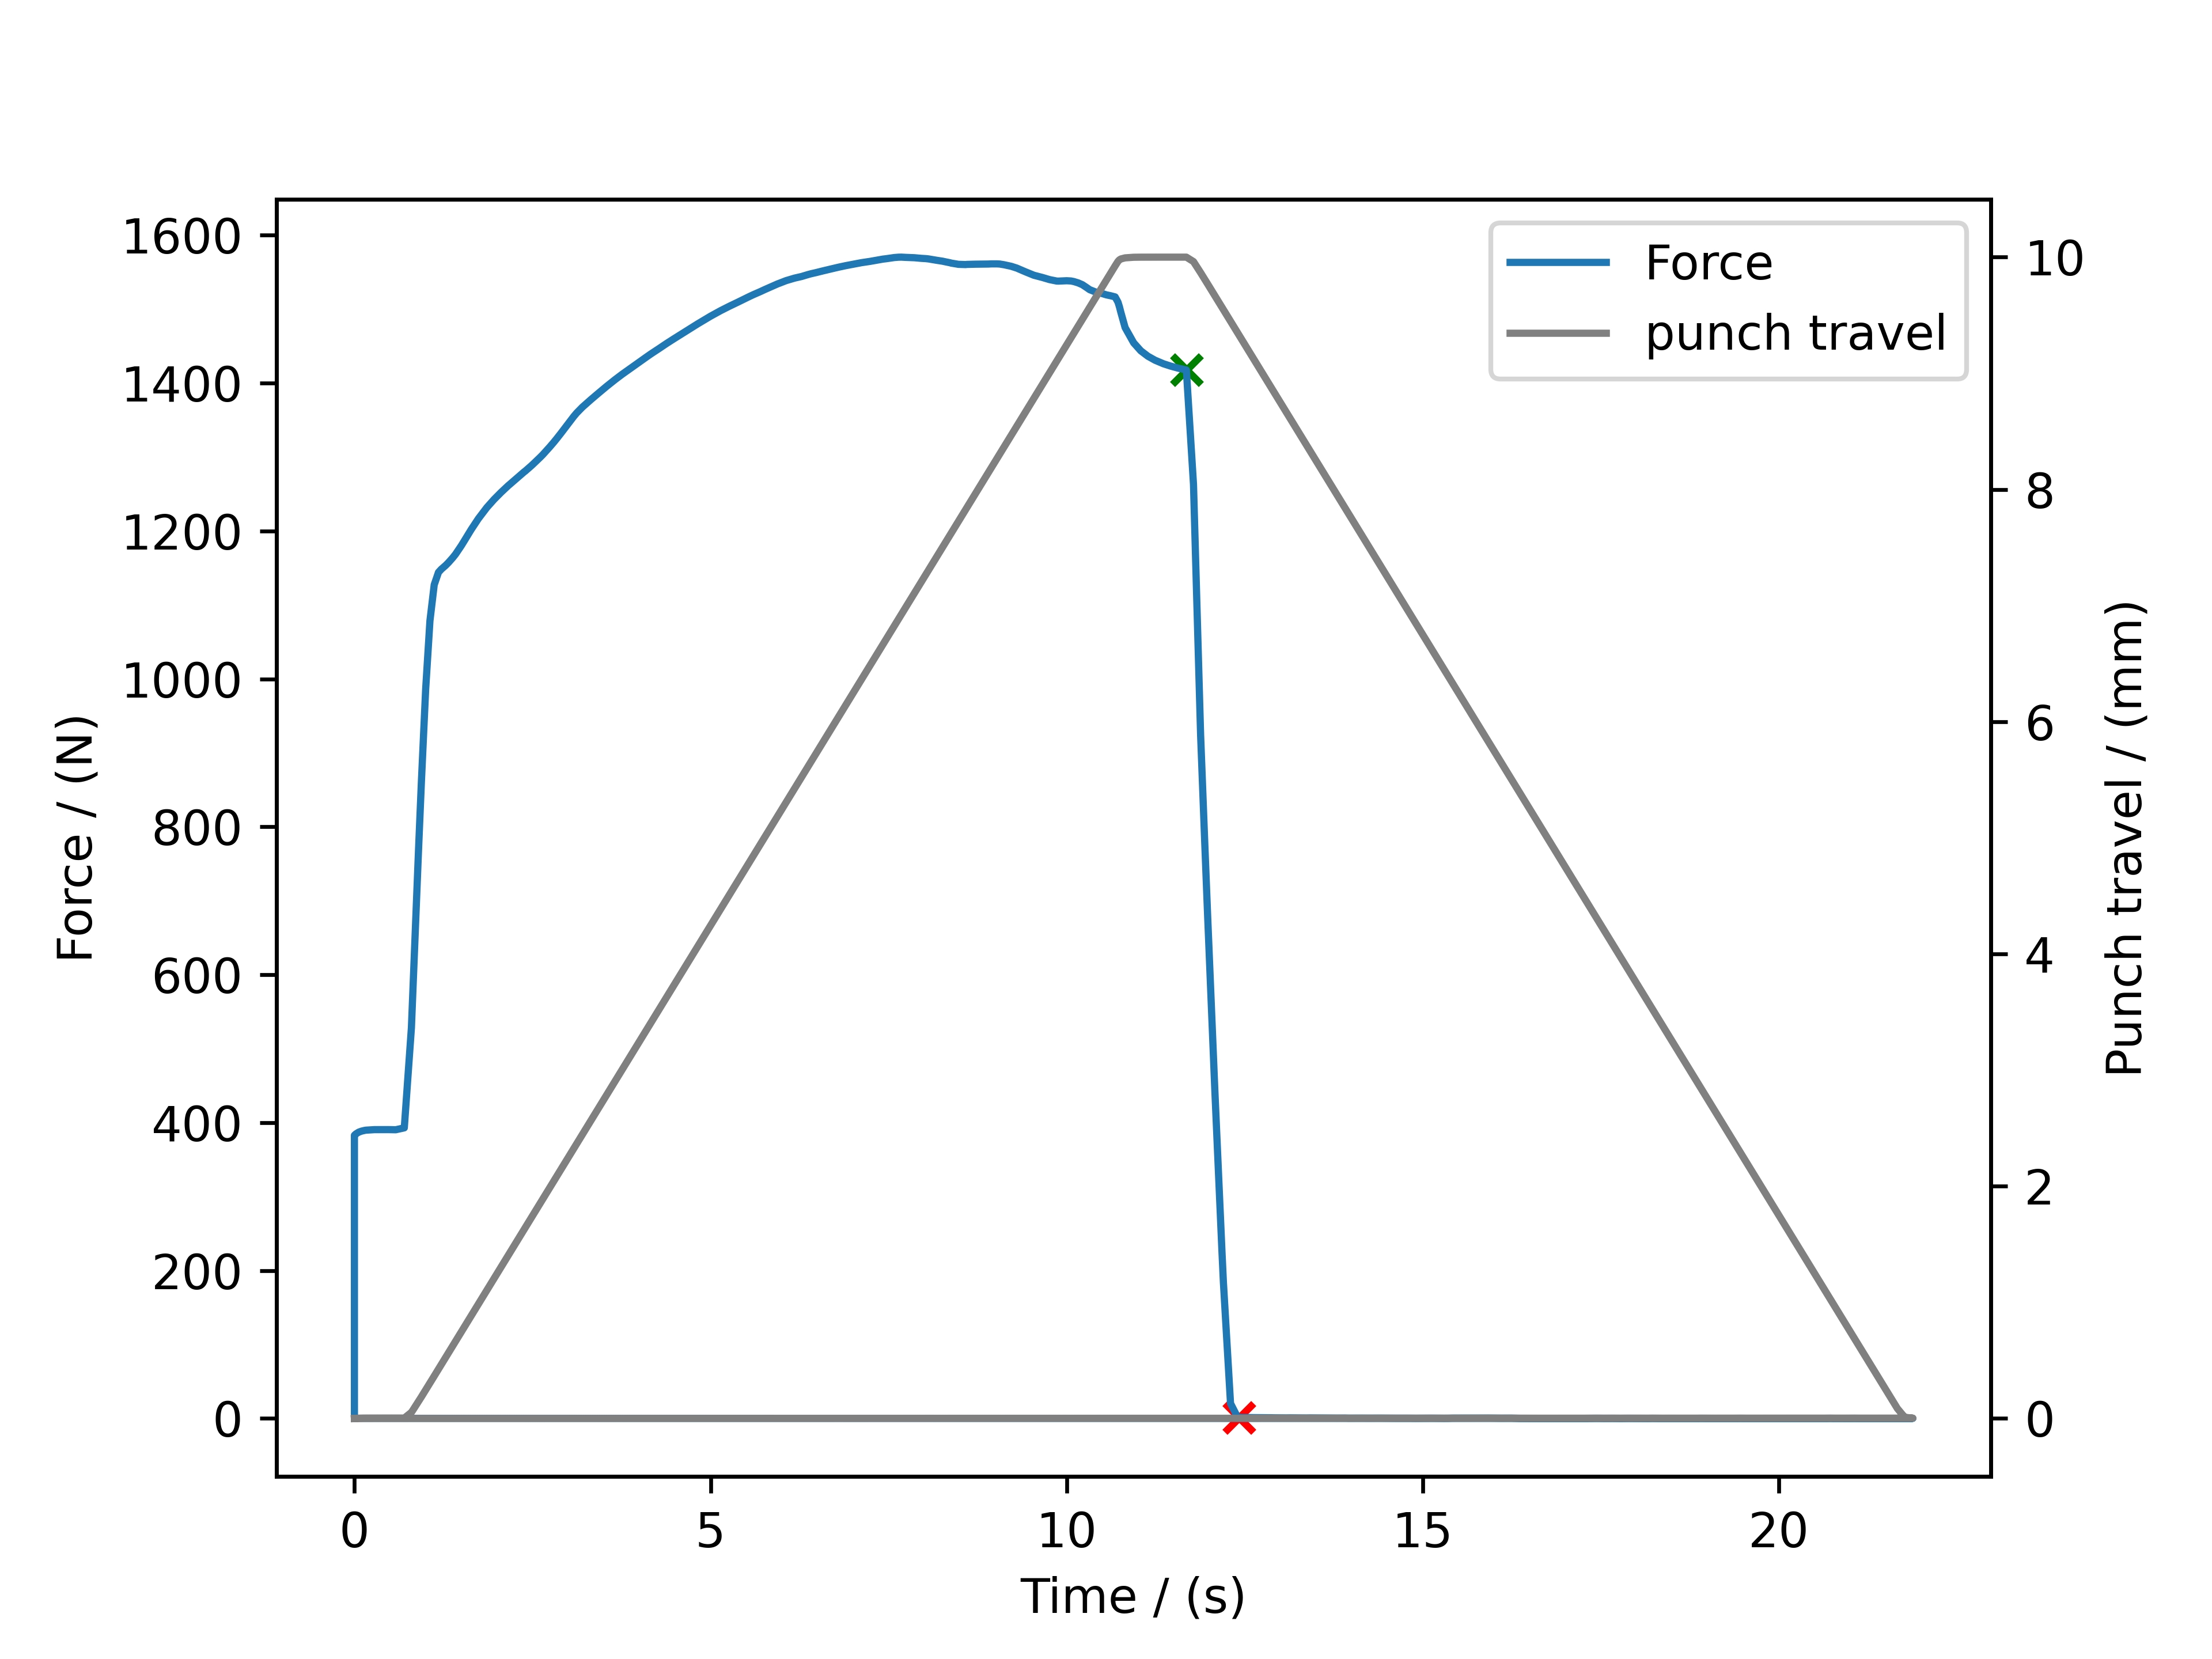 Force
punch travel
1600
1400
1200
1000
800
600
400
200
0
Force / (N)
10
8
6
4
2
0
Punch travel / (mm)
0 5 10 15 20
Time / (s)